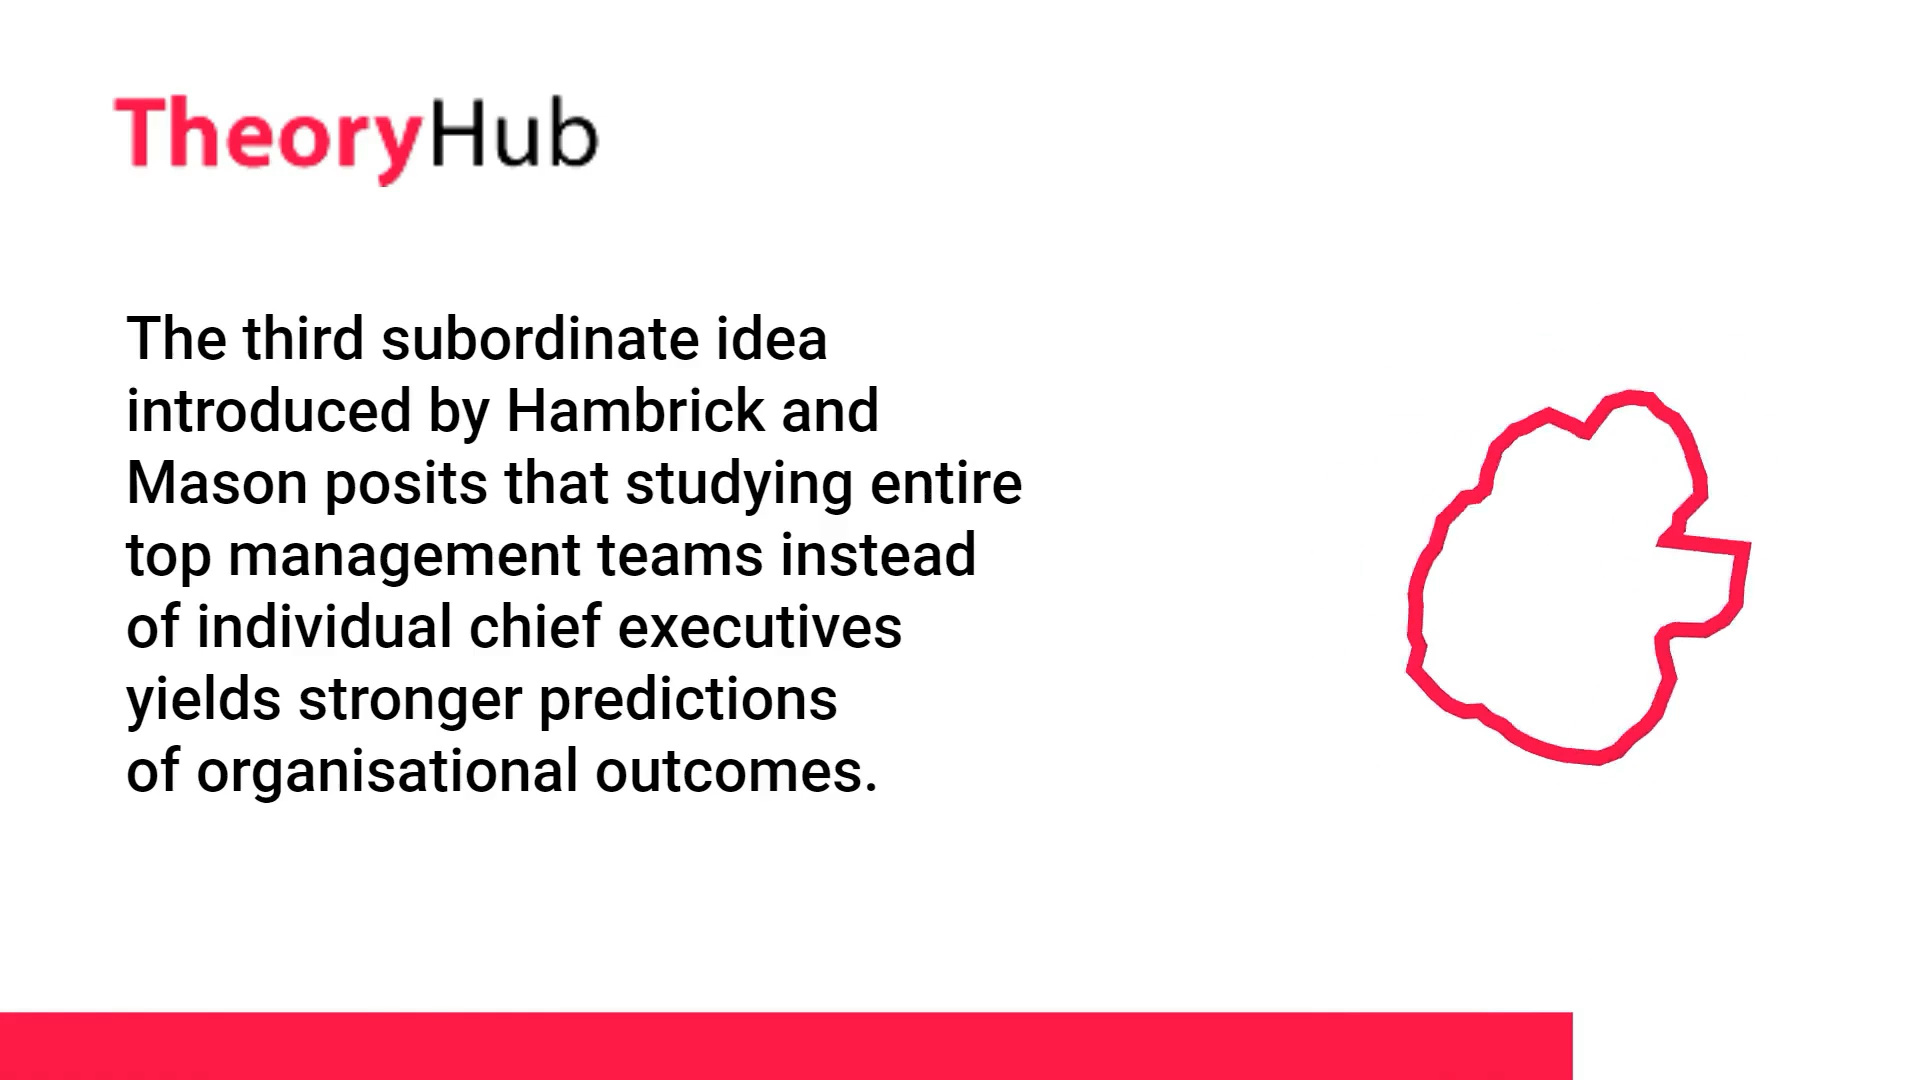 TheoryHub
The third subordinate idea
introduced by Hambrick and
Mason posits that studying entire
top management teams instead
of individual chief executives
yields stronger predictions
of organisational outcomes.